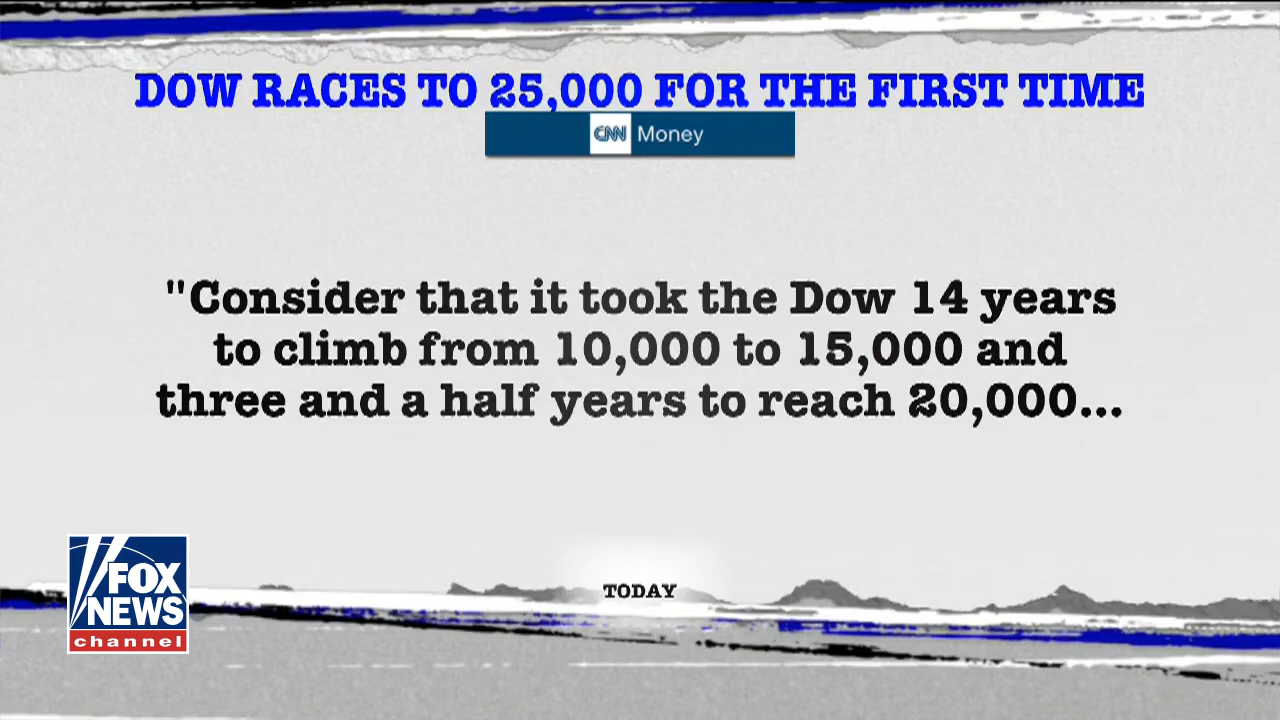 DOW RACES TO 25,000 FOR THE FIRST TIME
CNN Money
"Consider that it took the Dow 14 years
to climb from 10,000 to 15,000 and
three and a half years to reach 20,000...
TODAY
FOX
NEWS
channel